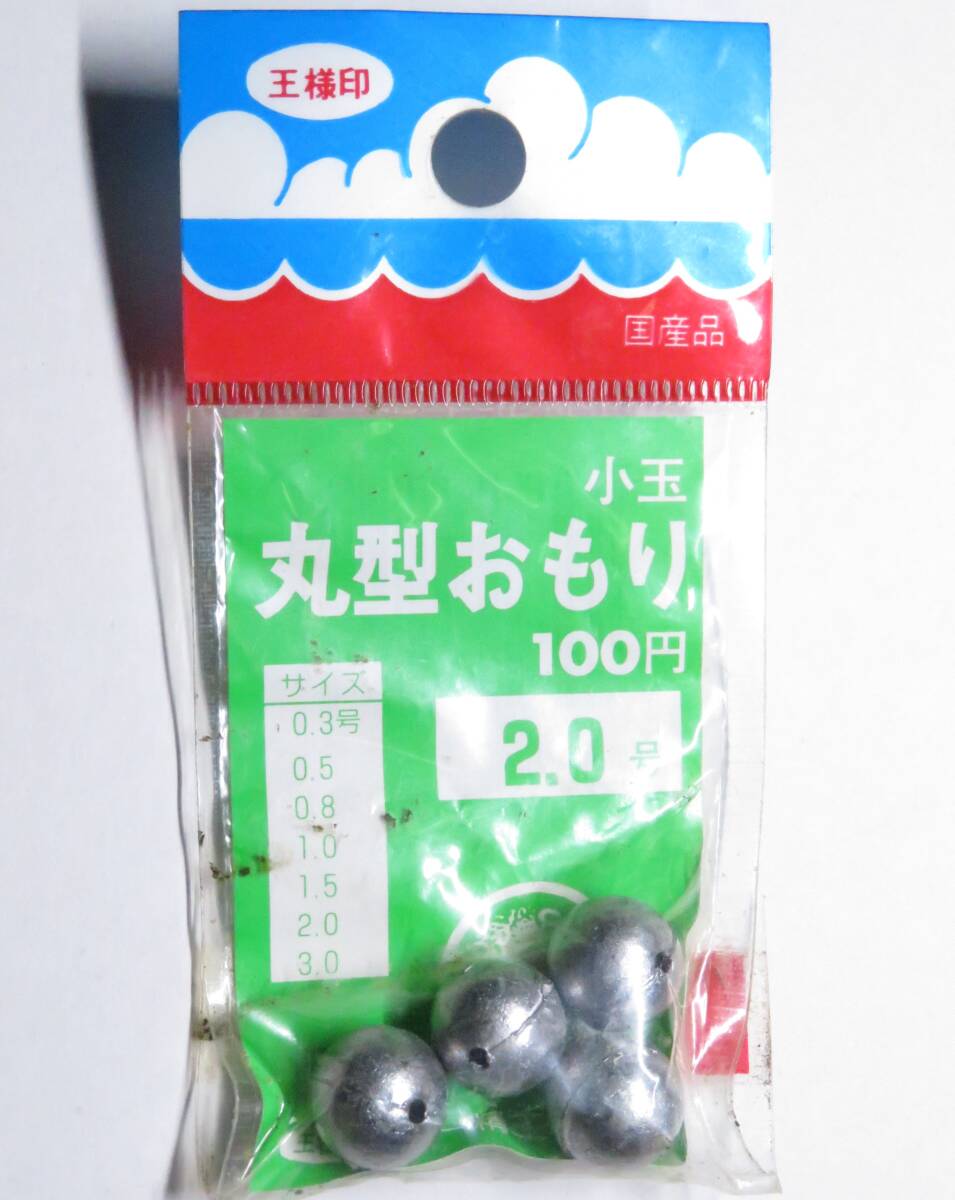 王様印
国産品
小玉
丸型おもり
100円
サイズ
0.3号
0.5
0.8
1.0
1.5
2.0
3.0
2.0 号